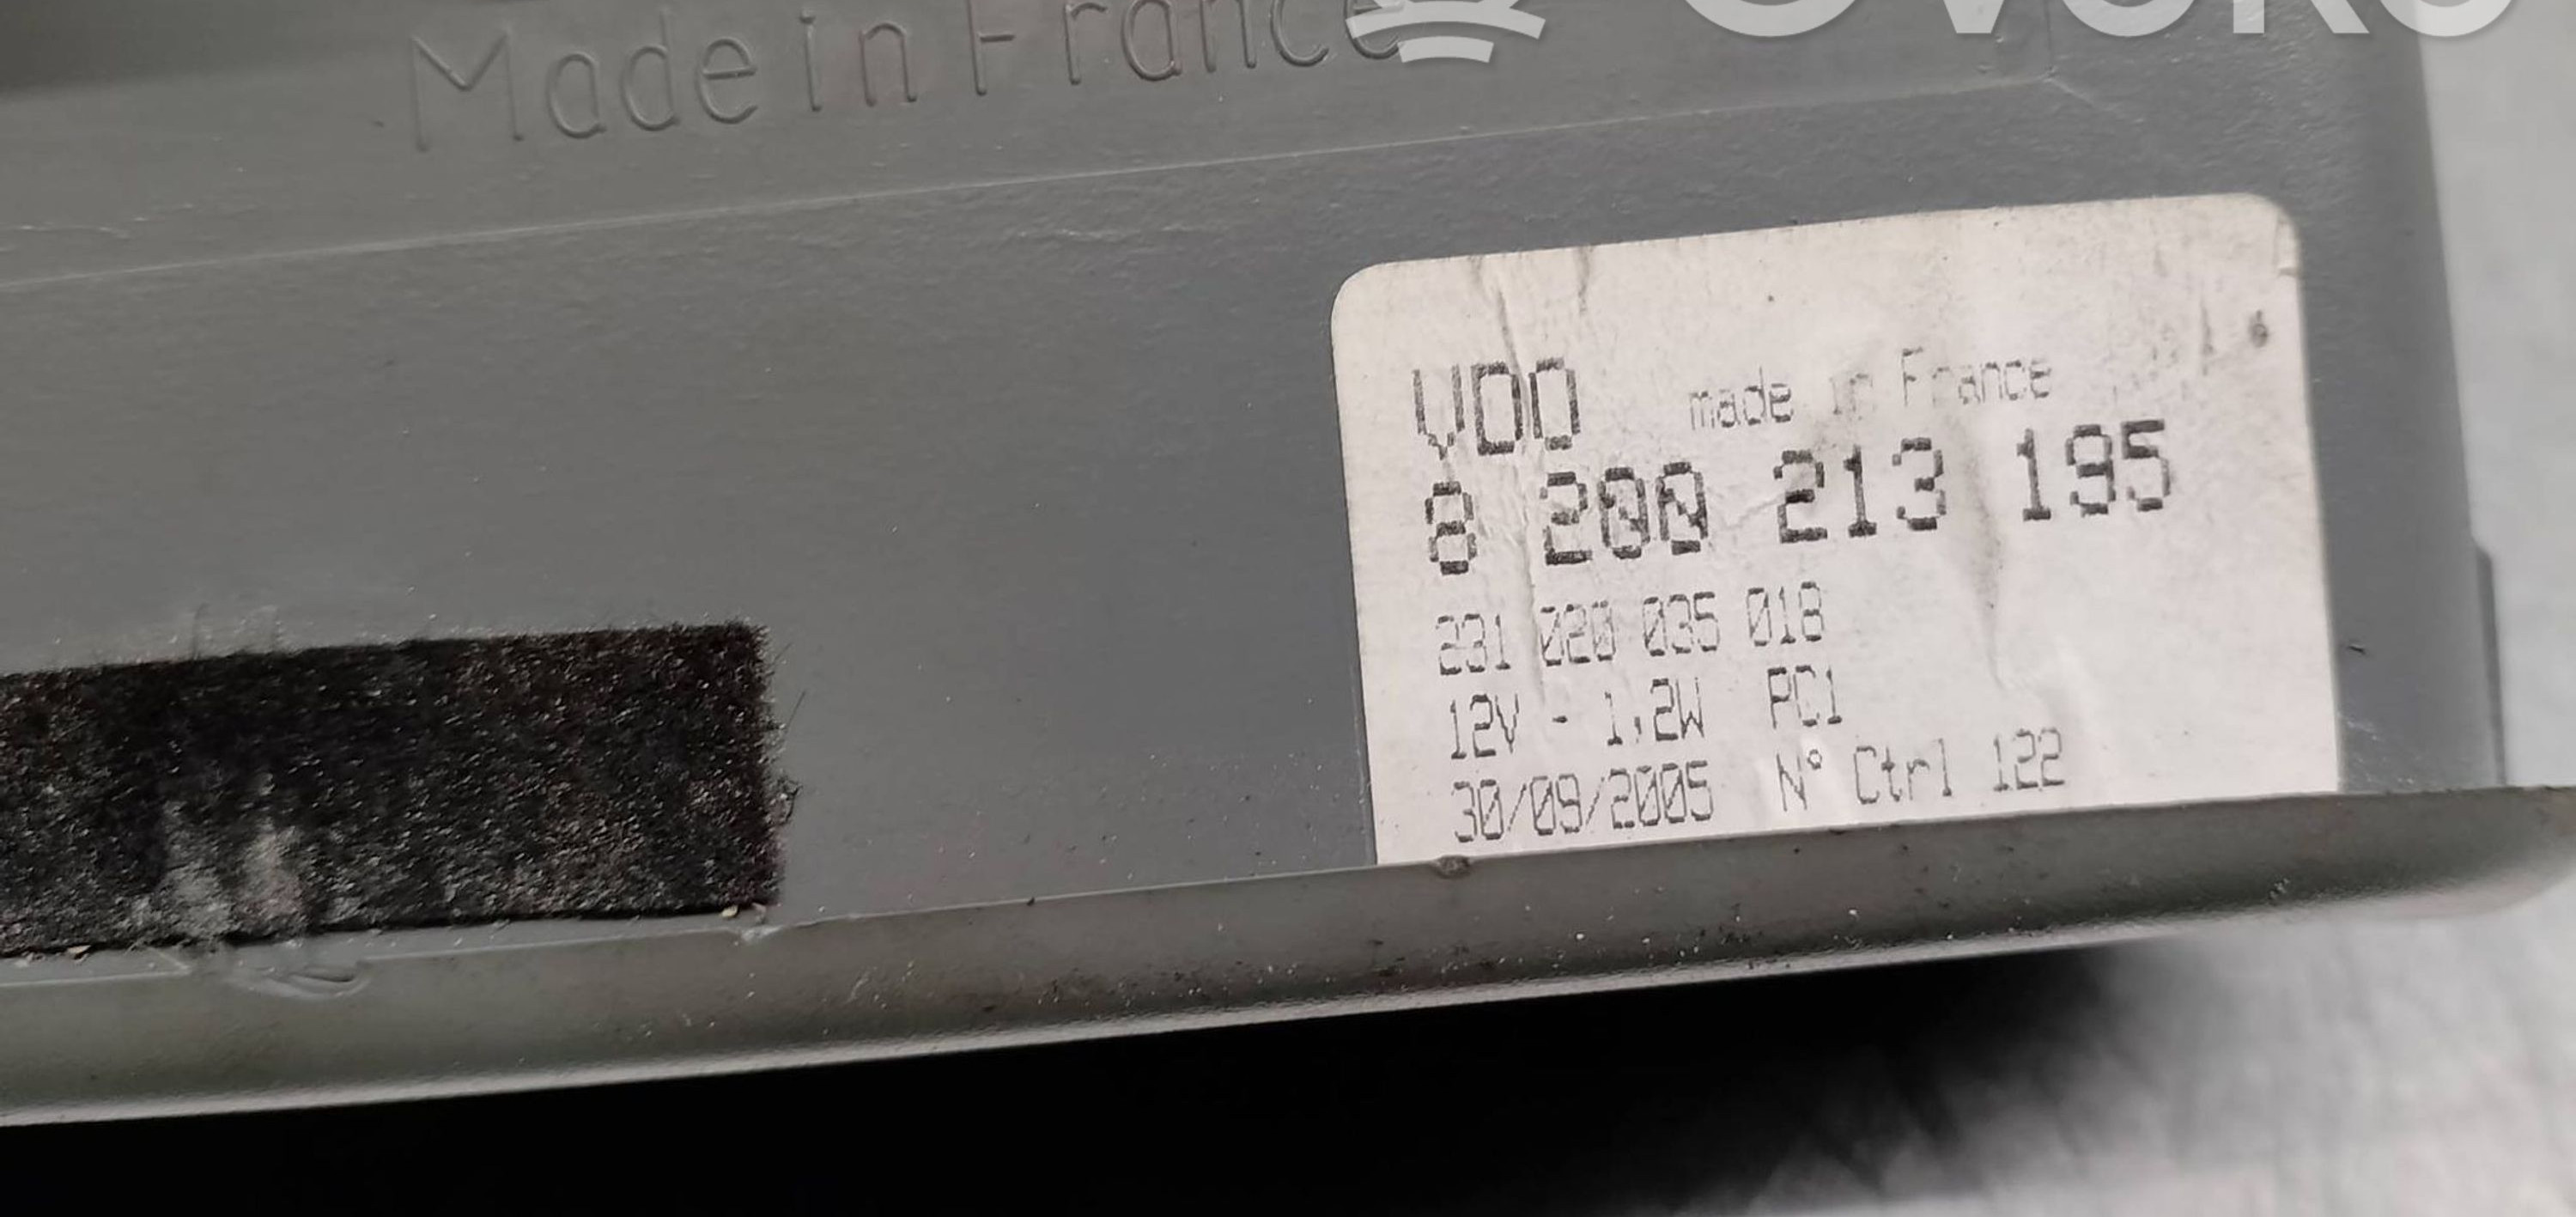 Made in France
VDO made in France
8 200 213 195
231 020 035 018
12V - 1,2W PC1
30/09/2005 N° Ctrl 122